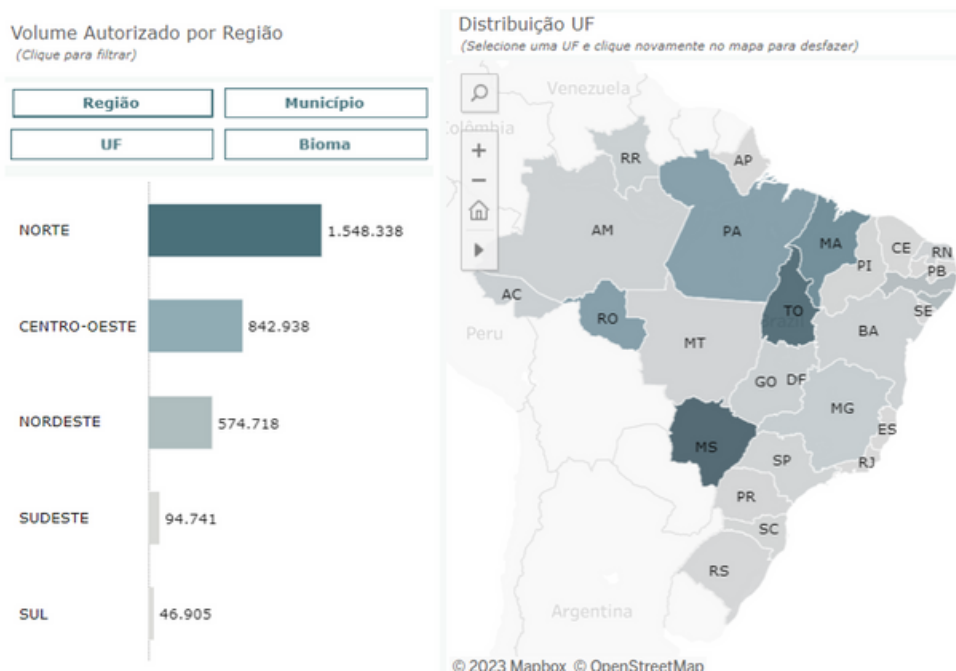 Volume Autorizado por Região
(Clique para filtrar)
Região
Município
UF
Bioma
NORTE
1.548.338
CENTRO-OESTE
842.938
NORDESTE
574.718
SUDESTE
94.741
SUL
46.905
Distribuição UF
(Selecione uma UF e clique novamente no mapa para desfazer)
Venezuela
Colômbia
RR
AP
AM
PA
MA
CE
RN
PI
PB
AC
RO
TO
Brazil
SE
Peru
MT
BA
GO
DF
MG
ES
MS
SP
RJ
PR
SC
RS
Argentina
© 2023 Mapbox © OpenStreetMap